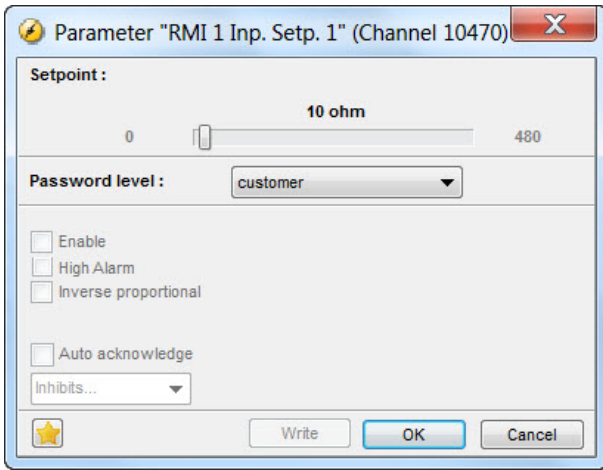 Parameter "RMI 1 Inp. Setp. 1" (Channel 10470)
Setpoint :
10 ohm
0 480
Password level : customer
Enable
High Alarm
Inverse proportional
Auto acknowledge
Inhibits...
Write OK Cancel